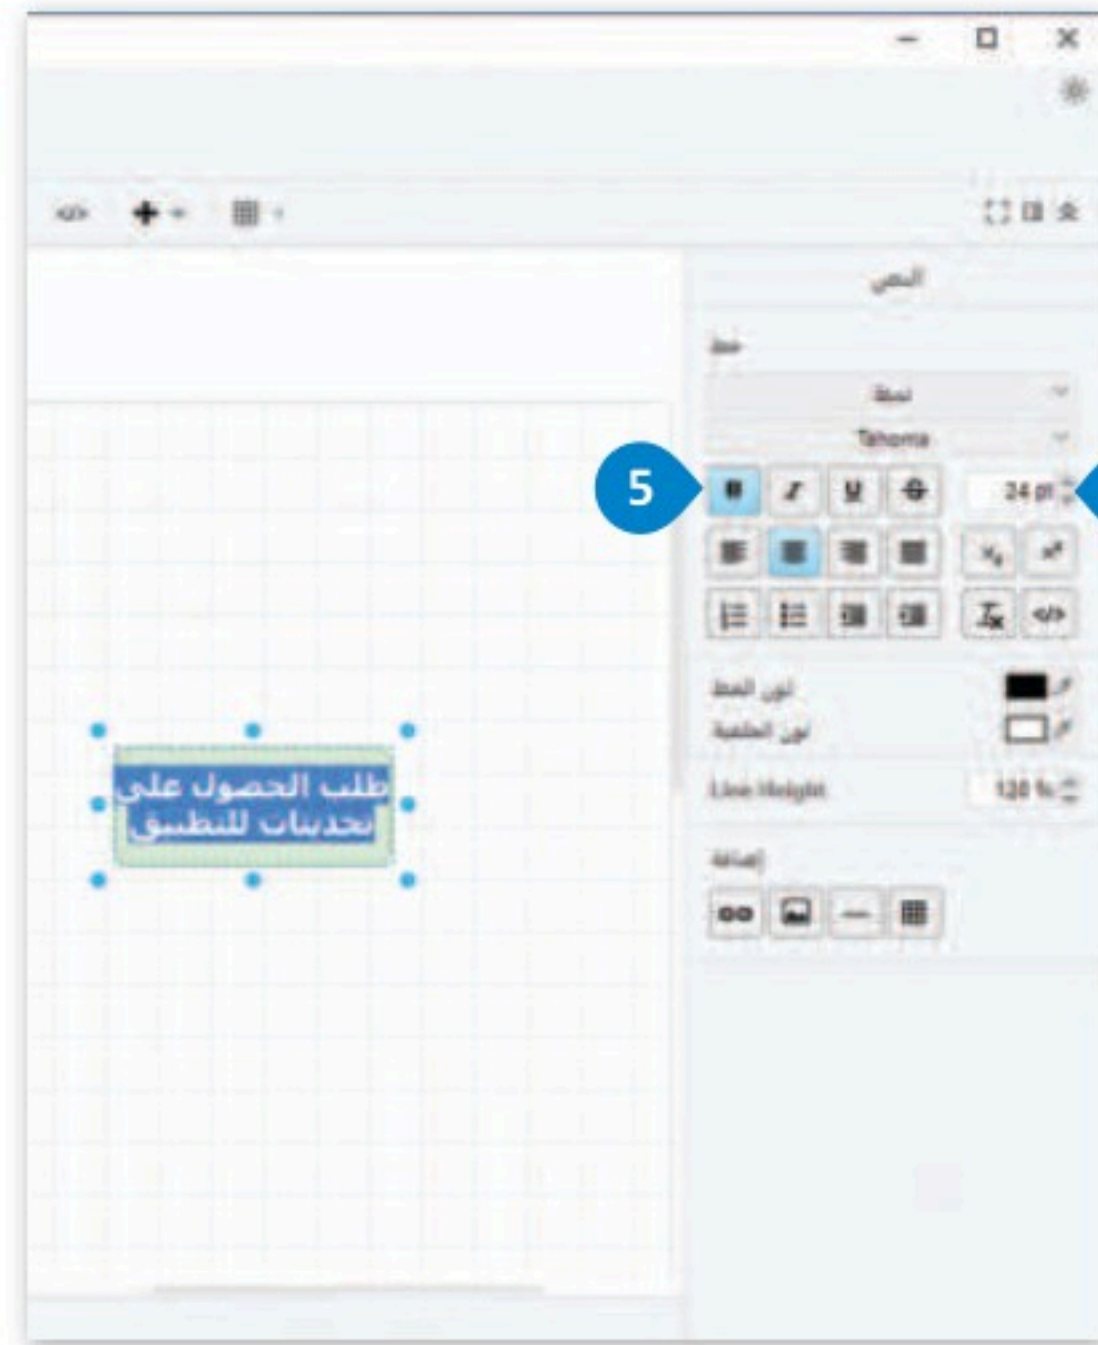 النص
خط
نمط
Tahoma
5
B I U S
24 pt
لون الخط
لون الخلفية
طلب الحصول على
تحديثات للتطبيق
Line Height
120 %
إضافة